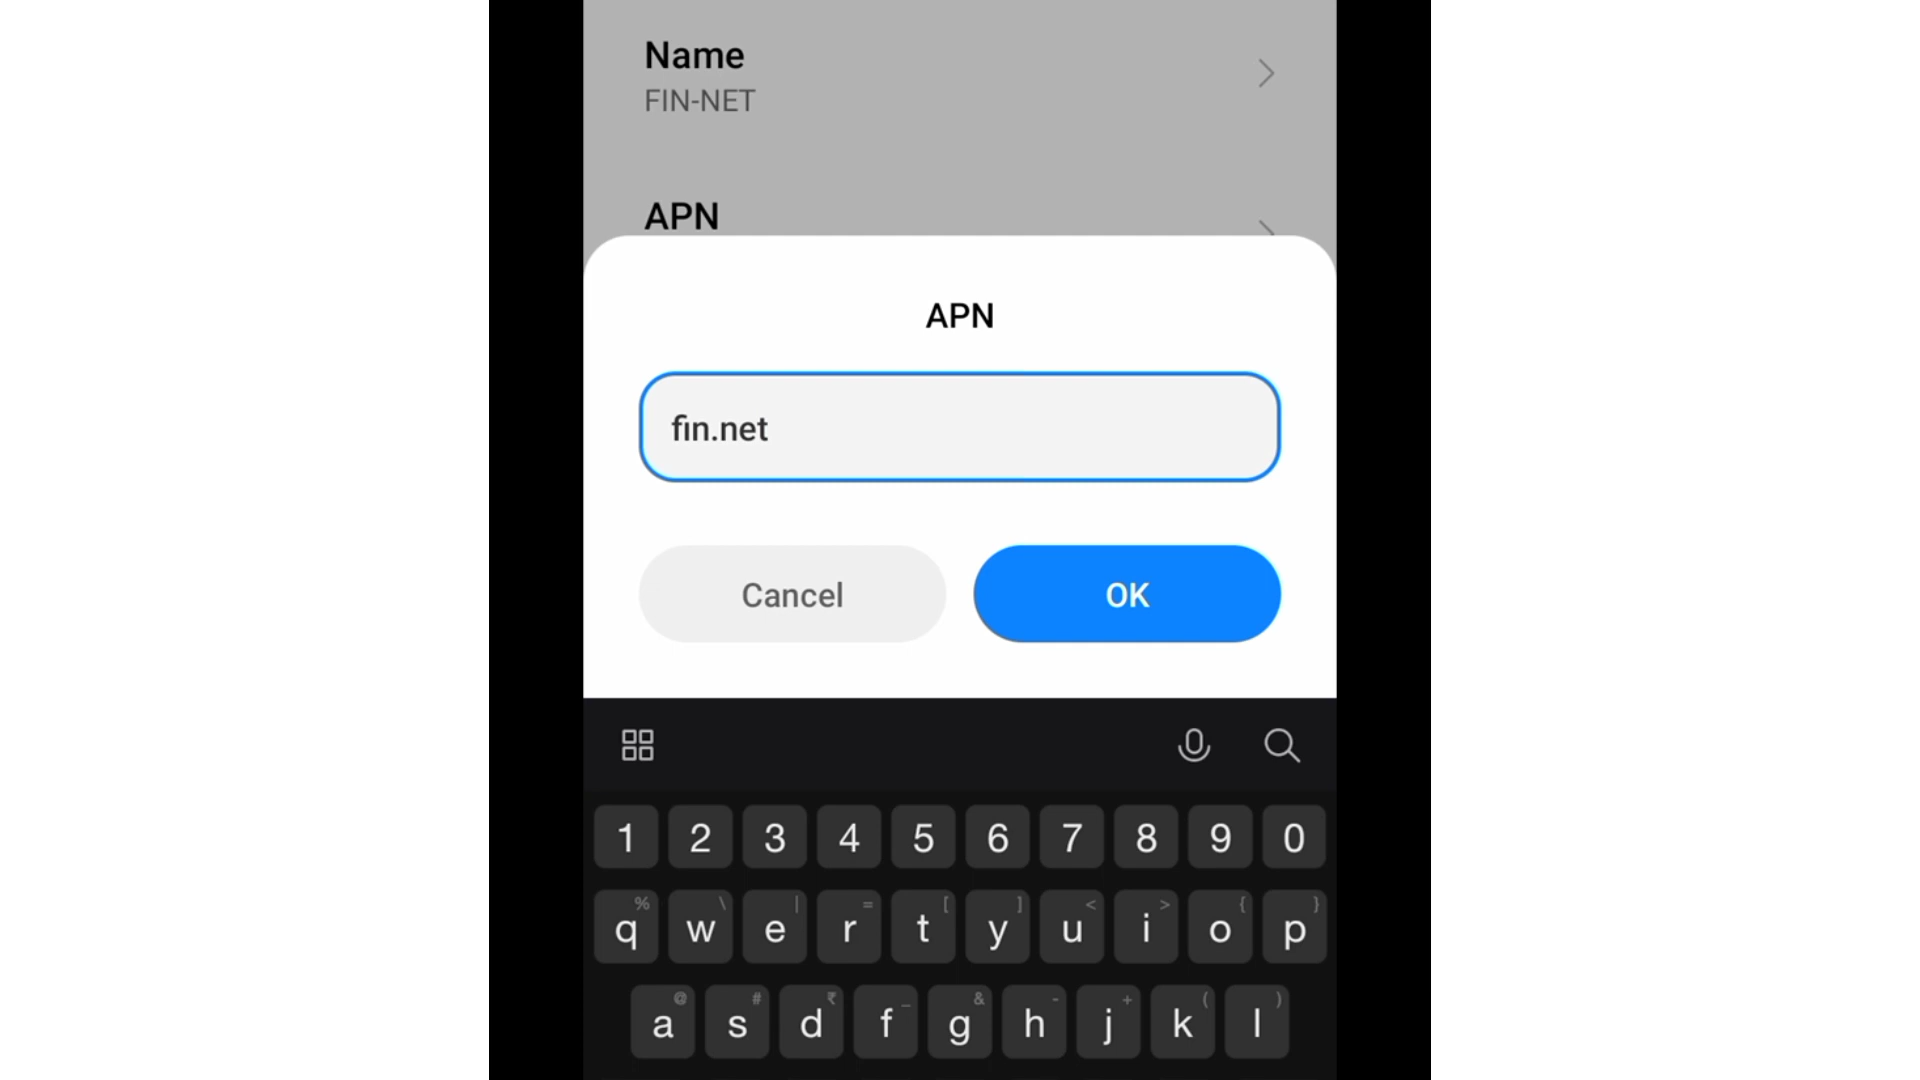 Name
FIN-NET
APN
APN
fin.net
Cancel OK
1 2 3 4 5 6 7 8 9 0
% \ | = [ ] < > { }
q w e r t y u i o p
@ # ₹ _ & - + ( )
a s d f g h j k l